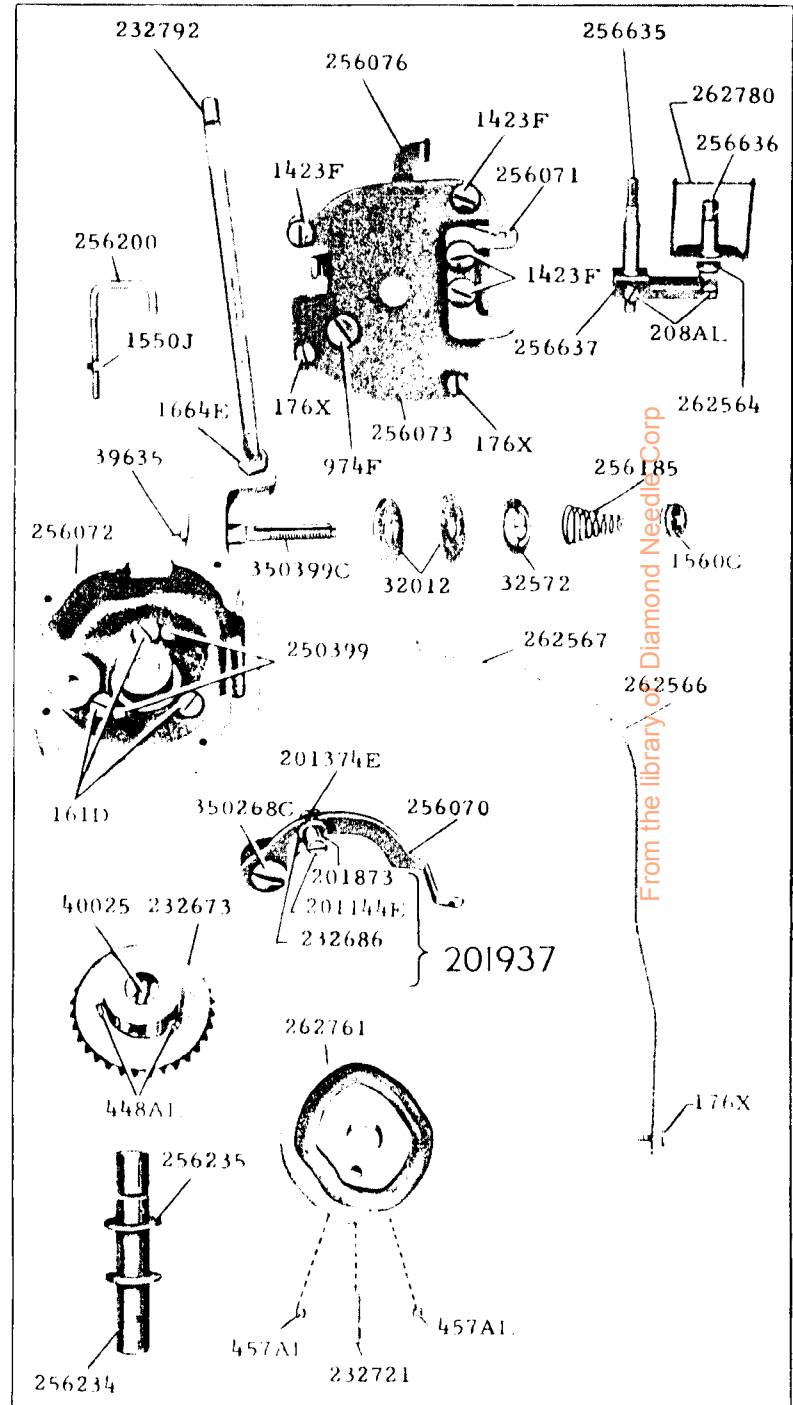 232792
256635
256076
262780
1423F
256636
1423F
256071
256200
1423F
1550J
256637
208AL
176X
262564
1664E
256073
176X
39635
974F
256185
256072
350399C
32012
32572
1560C
250399
262567
262566
201374E
161D
350268C
256070
201873
40025 232673
201144E
232686
201937
262761
448AL
176X
256235
457AL
457AL
232721
256234
From the library of: Diamond Needle Corp